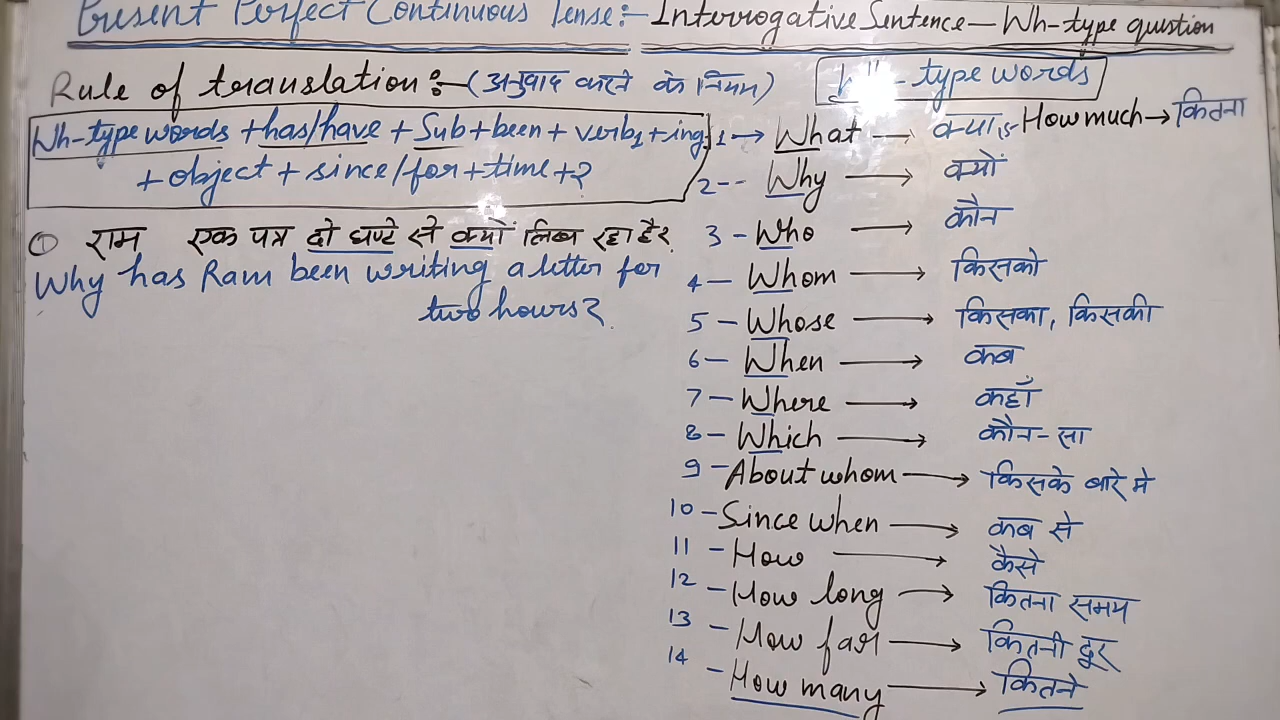 Present Perfect Continuous Tense:- Interrogative Sentence – Wh-type question
Rule of translation :- (अनुवाद करने के नियम)
Wh-type words + has/have + Sub + been + verb1 + ing
+ object + since/for + time + ?
① राम एक पत्र दो घण्टे से क्यों लिख रहा है?
Why has Ram been writing a letter for
two hours?
- type words
1 → What → क्या
How much → कितना
2-- Why → क्यों
3 – Who → कौन
4 – Whom → किसको
5 – Whose → किसका, किसकी
6 – When → कब
7 – Where → कहाँ
8 – Which → कौन-सा
9 – About whom → किसके बारे मे
10 – Since when → कब से
11 – How → कैसे
12 – How long → कितना समय
13 – How far → कितनी दूर
14 – How many → कितने